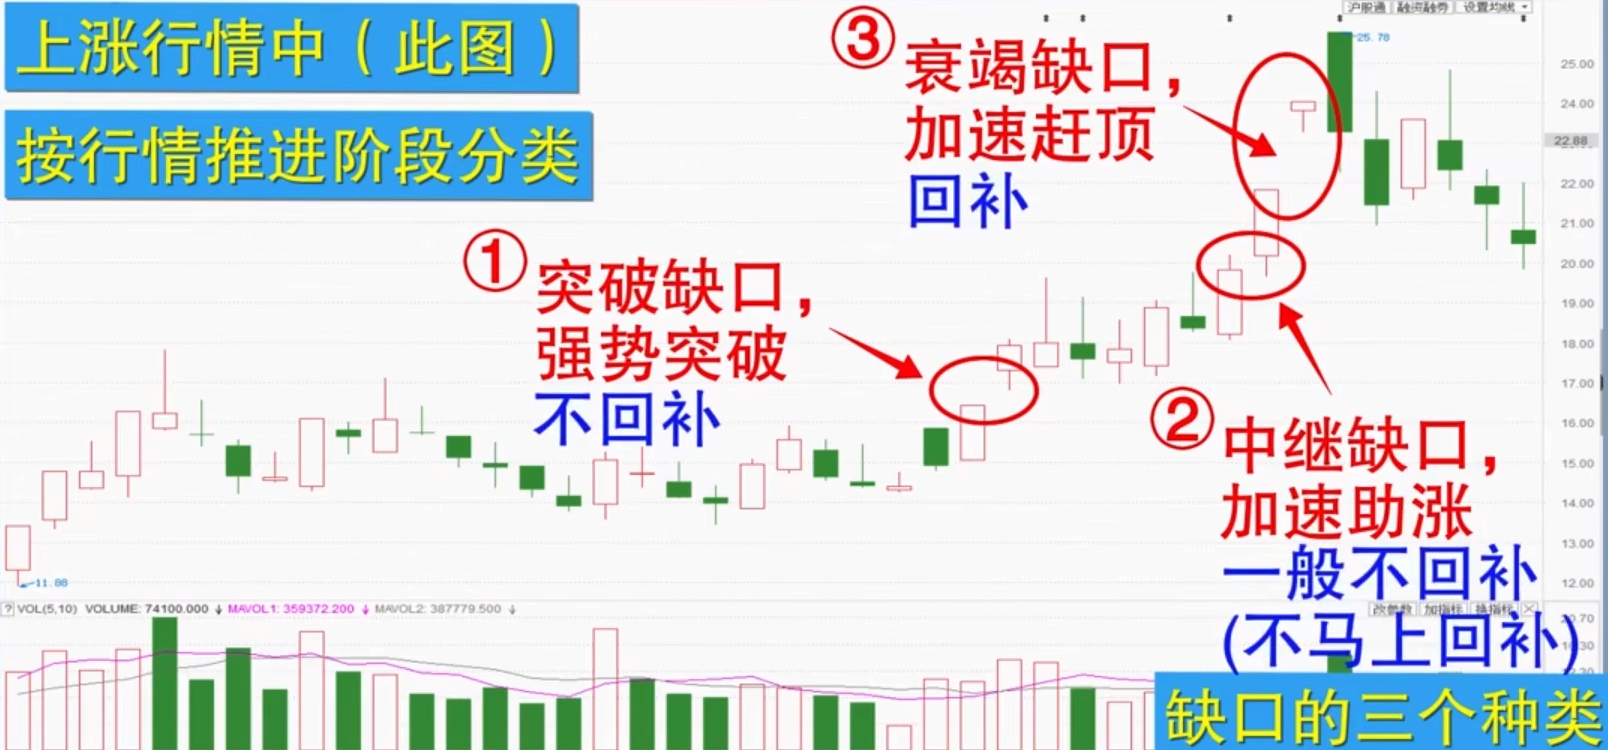 上涨行情中（此图）
按行情推进阶段分类
沪股通 融资融券 设置均线
③ 衰竭缺口，
加速赶顶
回补
25.78
25.00
24.00
22.88
22.00
21.00
20.00
19.00
18.00
17.00
16.00
15.00
14.00
13.00
12.00
① 突破缺口，
强势突破
不回补
② 中继缺口，
加速助涨
一般不回补
(不马上回补)
11.88
? VOL(5,10) VOLUME: 74100.000 ↓ MAVOL1: 359372.200 ↓ MAVOL2: 387779.500 ↓
改参数 加指标 换指标
缺口的三个种类